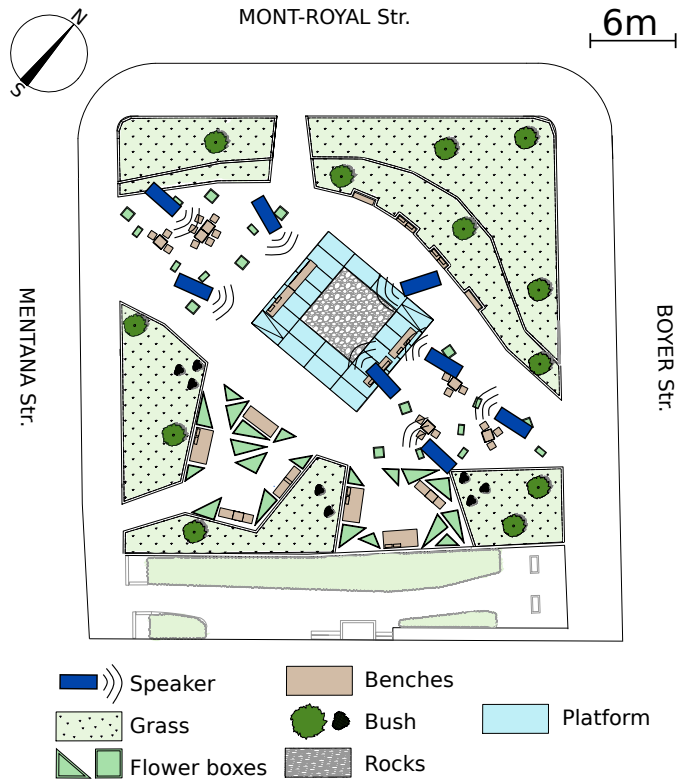 MONT-ROYAL Str.
N
S
6m
MENTANA Str.
BOYER Str.
Speaker
Benches
Grass
Bush
Platform
Flower boxes
Rocks